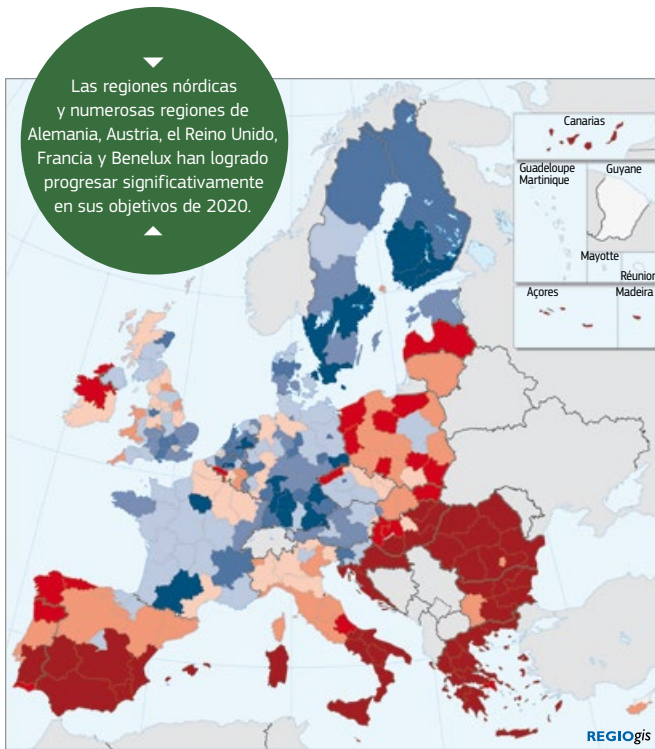 Las regiones nórdicas
y numerosas regiones de
Alemania, Austria, el Reino Unido,
Francia y Benelux han logrado
progresar significativamente
en sus objetivos de 2020.
Canarias
Guadeloupe
Martinique
Guyane
Mayotte
Réunion
Açores
Madeira
REGIOgis